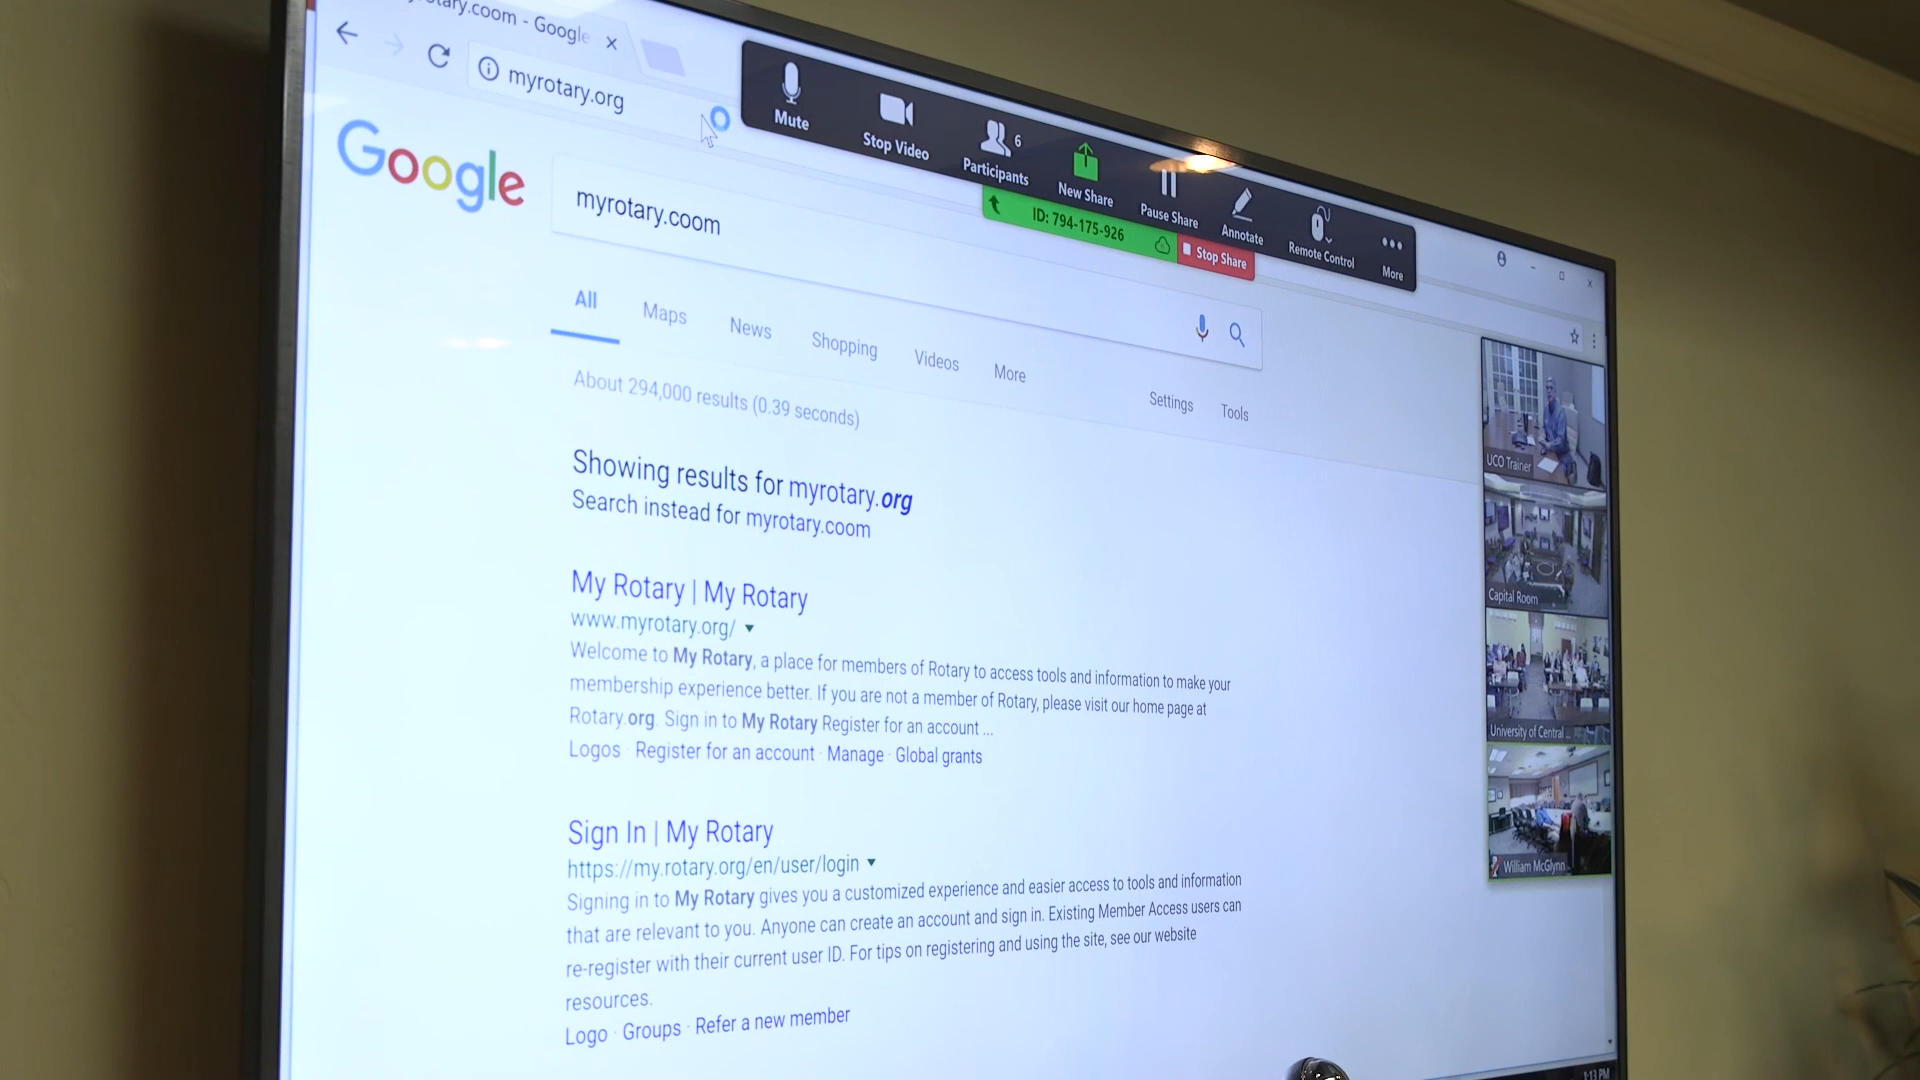 rotary.coom - Google
myrotary.org
Mute
Stop Video
Participants
6
New Share
Pause Share
Annotate
Remote Control
More
ID: 794-175-926
Stop Share
Google
myrotary.coom
All
Maps
News
Shopping
Videos
More
Settings
Tools
About 294,000 results (0.39 seconds)
Showing results for myrotary.org
Search instead for myrotary.coom
My Rotary | My Rotary
www.myrotary.org/
Welcome to My Rotary, a place for members of Rotary to access tools and information to make your
membership experience better. If you are not a member of Rotary, please visit our home page at
Rotary.org. Sign in to My Rotary Register for an account ...
Logos · Register for an account · Manage · Global grants
Sign In | My Rotary
https://my.rotary.org/en/user/login
Signing in to My Rotary gives you a customized experience and easier access to tools and information
that are relevant to you. Anyone can create an account and sign in. Existing Member Access users can
re-register with their current user ID. For tips on registering and using the site, see our website
resources.
Logo · Groups · Refer a new member
UCO Trainer
Capital Room
University of Central ...
William McGlynn
1:13 PM